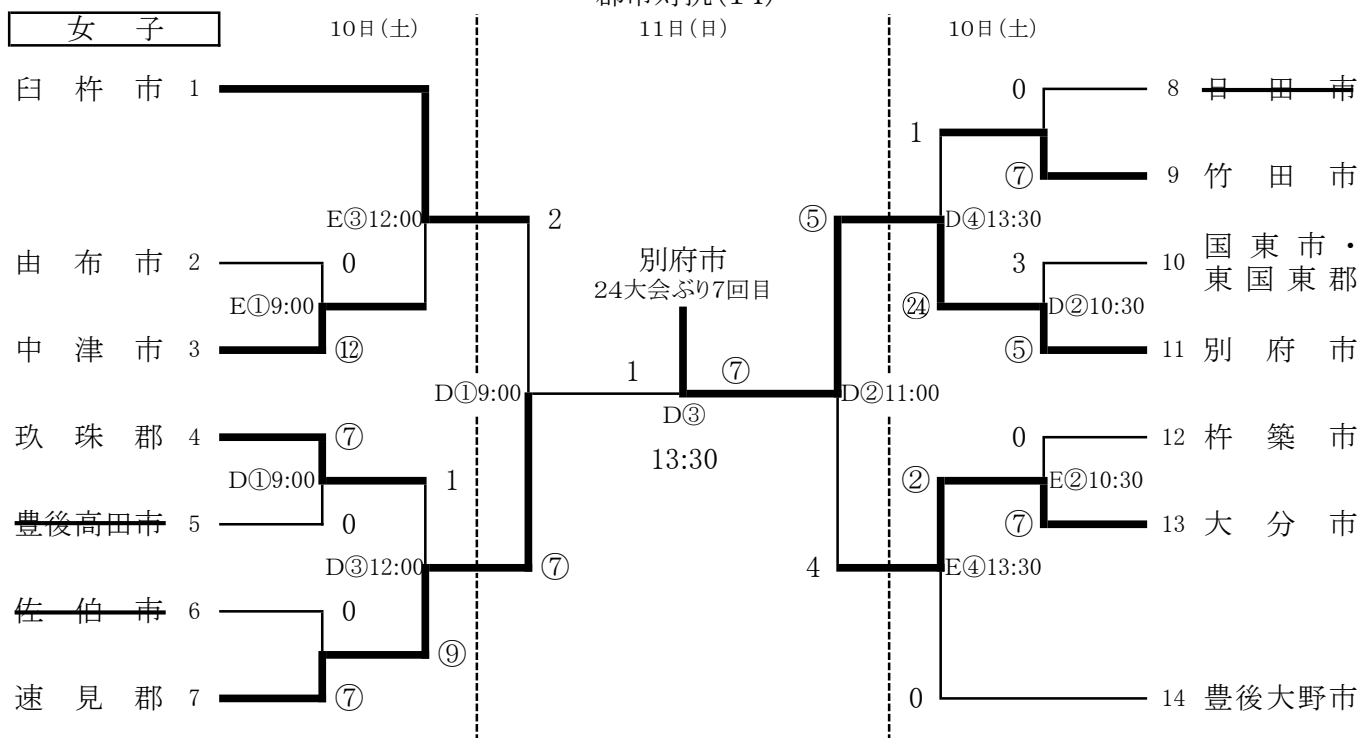 郡市対抗(14)
女 子
10日(土)
11日(日)
10日(土)
臼 杵 市 1
E③12:00
2
由 布 市 2
0
E①9:00
中 津 市 3
⑫
D①9:00
玖 珠 郡 4
⑦
D①9:00
1
豊後高田市 5
0
D③12:00
⑦
佐 伯 市 6
0
⑨
速 見 郡 7
⑦
別府市
24大会ぶり7回目
1
⑦
D③
13:30
0
8 日 田 市
1
⑦
9 竹 田 市
⑤
D④13:30
3
10 国 東 市 ・
東 国 東 郡
㉔
D②10:30
⑤
11 別 府 市
D②11:00
0
12 杵 築 市
②
E②10:30
⑦
13 大 分 市
4
E④13:30
0
14 豊後大野市